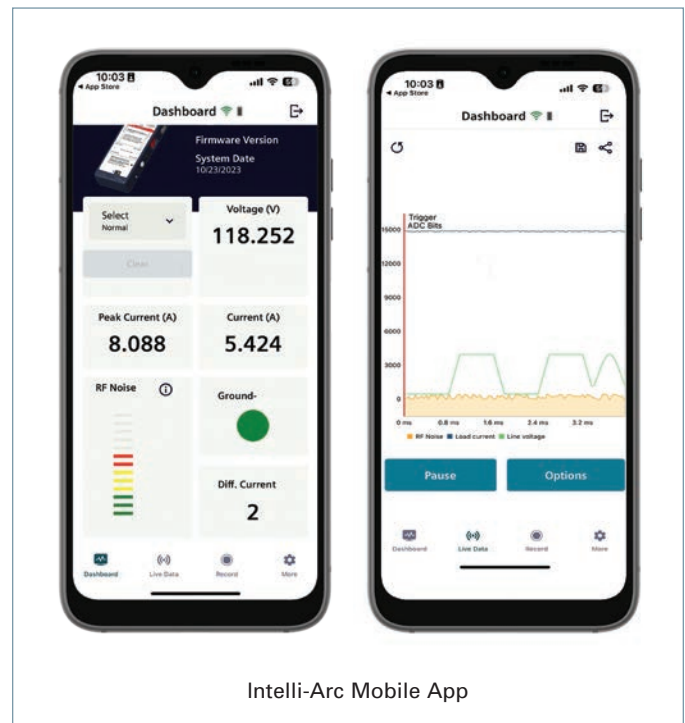 10:03
App Store
Dashboard
Firmware Version
System Date
10/23/2023
Select
Normal
Clear
Voltage (V)
118.252
Peak Current (A)
8.088
Current (A)
5.424
RF Noise
Ground-
Diff. Current
2
Dashboard
Live Data
Record
More
10:03
App Store
Dashboard
Trigger
ADC Bits
15000
12000
9000
6000
3000
0
0 ms 0.8 ms 1.6 ms 2.4 ms 3.2 ms
RF Noise Load current Line voltage
Pause
Options
Dashboard
Live Data
Record
More
Intelli-Arc Mobile App